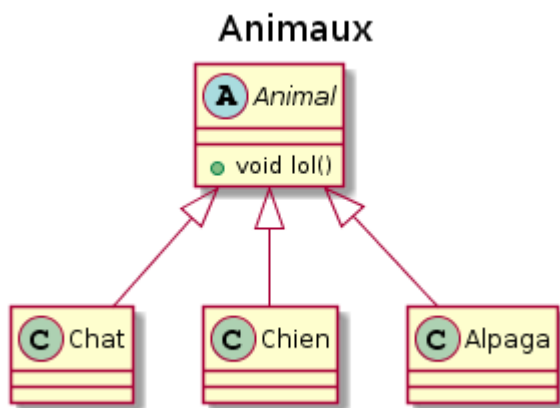 Animaux
A Animal
void lol()
C Chat
C Chien
C Alpaga